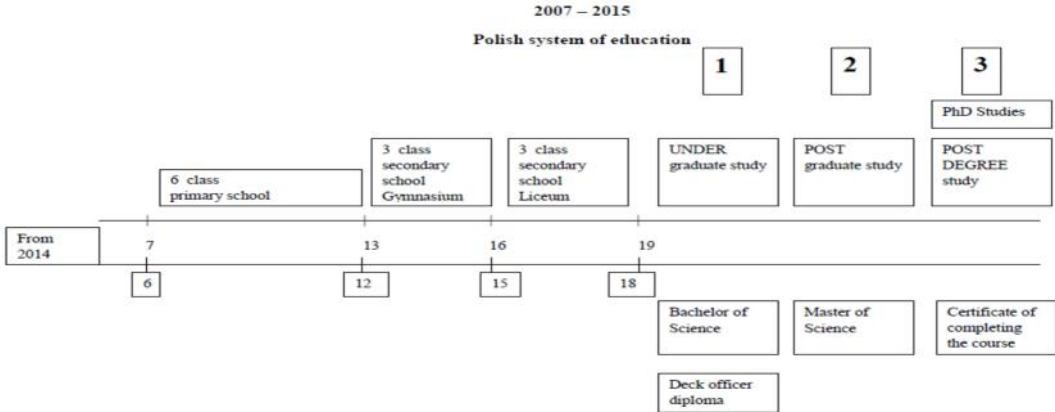 2007 – 2015
Polish system of education
1
2
3
PhD Studies
6 class
primary school
3 class
secondary
school
Gymnasium
3 class
secondary
school
Liceum
UNDER
graduate study
POST
graduate study
POST
DEGREE
study
From
2014
7
13
16
19
6
12
15
18
Bachelor of
Science
Master of
Science
Certificate of
completing
the course
Deck officer
diploma